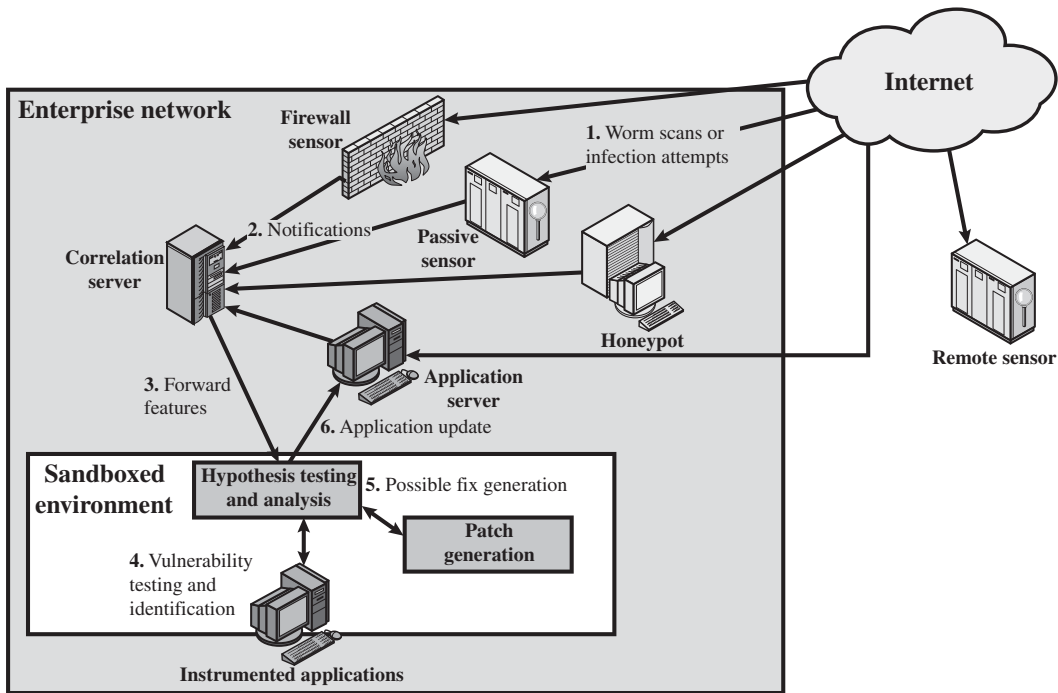 Internet
Enterprise network
Firewall
sensor
1. Worm scans or
infection attempts
2. Notifications
Passive
sensor
Correlation
server
Honeypot
Remote sensor
Application
server
3. Forward
features
6. Application update
Sandboxed
environment
Hypothesis testing
and analysis
5. Possible fix generation
Patch
generation
4. Vulnerability
testing and
identification
Instrumented applications